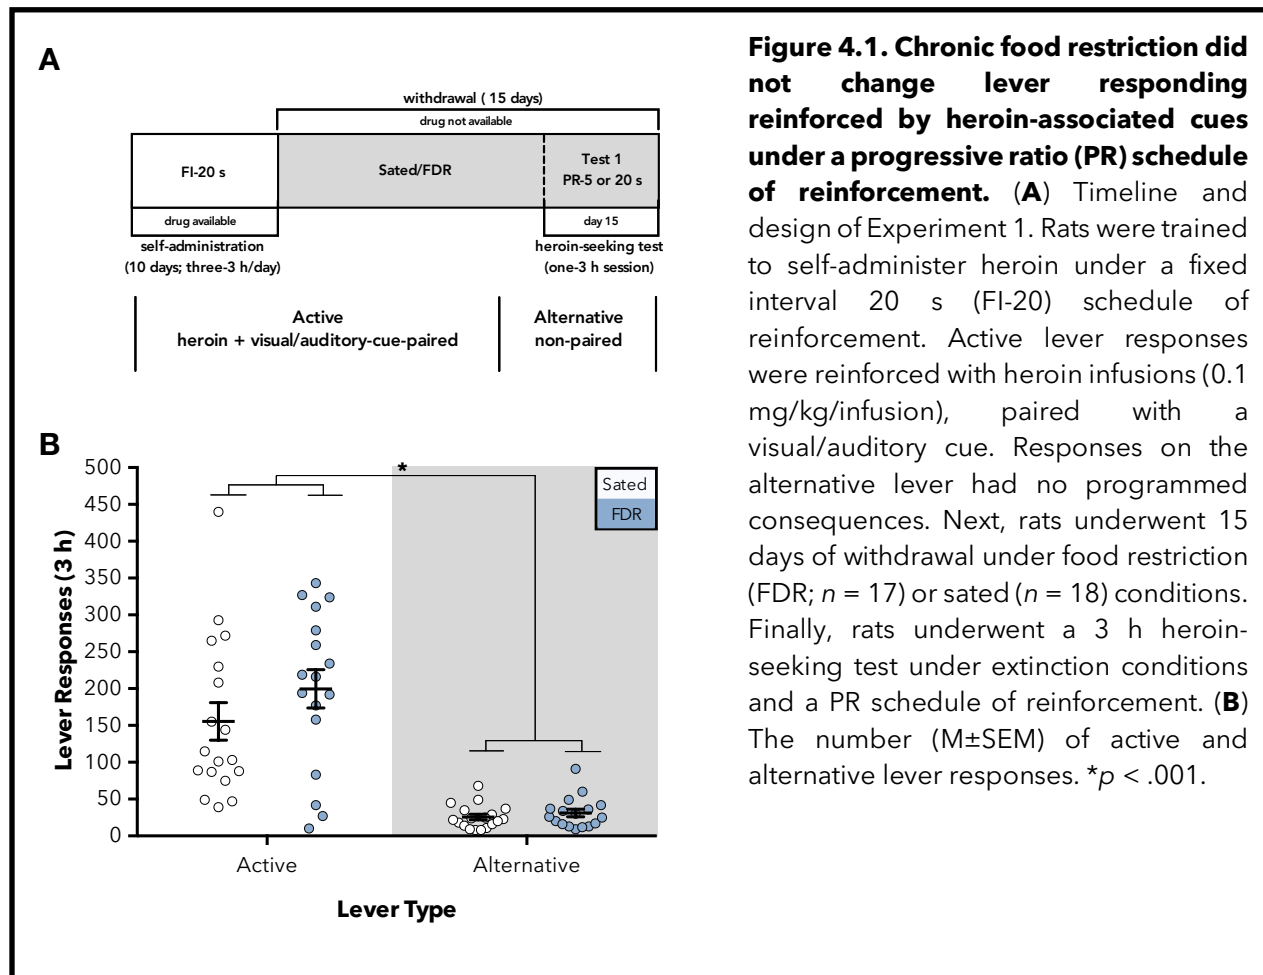 A
withdrawal ( 15 days)
drug not available
FI-20 s
Sated/FDR
Test 1
PR-5 or 20 s
drug available
day 15
self-administration
(10 days; three-3 h/day)
heroin-seeking test
(one-3 h session)
Active
heroin + visual/auditory-cue-paired
Alternative
non-paired
B
500
450
400
350
300
250
200
150
100
50
0
Lever Responses (3 h)
*
Sated
FDR
Active
Alternative
Lever Type
Figure 4.1. Chronic food restriction did
not change lever responding
reinforced by heroin-associated cues
under a progressive ratio (PR) schedule
of reinforcement. (A) Timeline and
design of Experiment 1. Rats were trained
to self-administer heroin under a fixed
interval 20 s (FI-20) schedule of
reinforcement. Active lever responses
were reinforced with heroin infusions (0.1
mg/kg/infusion), paired with a
visual/auditory cue. Responses on the
alternative lever had no programmed
consequences. Next, rats underwent 15
days of withdrawal under food restriction
(FDR; n = 17) or sated (n = 18) conditions.
Finally, rats underwent a 3 h heroin-
seeking test under extinction conditions
and a PR schedule of reinforcement. (B)
The number (M±SEM) of active and
alternative lever responses. *p < .001.